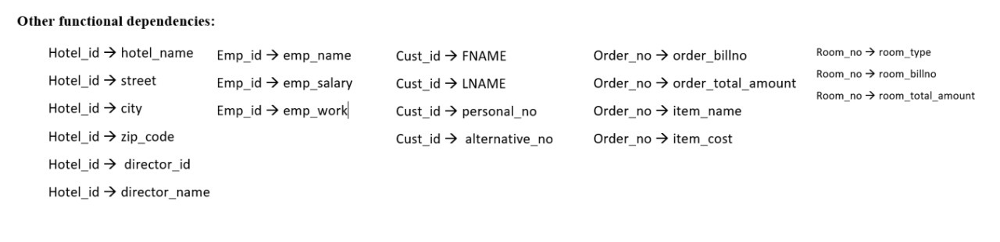 Other functional dependencies:
Hotel_id → hotel_name
Hotel_id → street
Hotel_id → city
Hotel_id → zip_code
Hotel_id → director_id
Hotel_id → director_name
Emp_id → emp_name
Emp_id → emp_salary
Emp_id → emp_work
Cust_id → FNAME
Cust_id → LNAME
Cust_id → personal_no
Cust_id → alternative_no
Order_no → order_billno
Order_no → order_total_amount
Order_no → item_name
Order_no → item_cost
Room_no → room_type
Room_no → room_billno
Room_no → room_total_amount